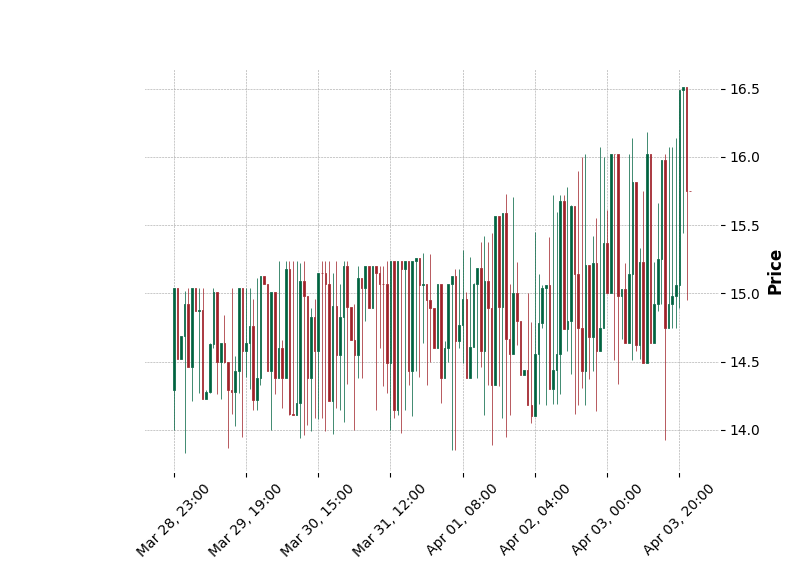 16.5
16.0
15.5
15.0
14.5
14.0
Price
Mar 28, 23:00
Mar 29, 19:00
Mar 30, 15:00
Mar 31, 12:00
Apr 01, 08:00
Apr 02, 04:00
Apr 03, 00:00
Apr 03, 20:00